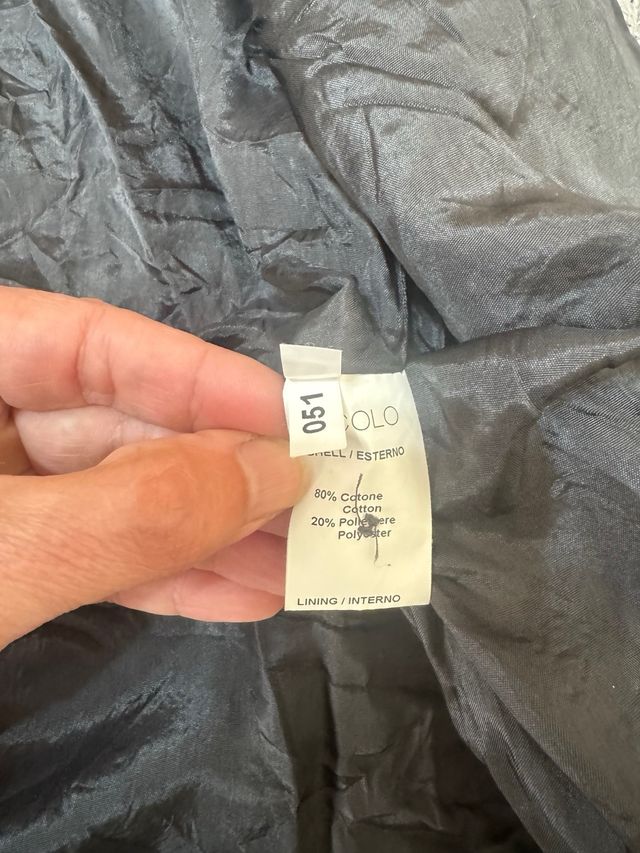 051
COLO
SHELL / ESTERNO
80% Cotone
Cotton
20% Poliestere
Polyester
LINING / INTERNO